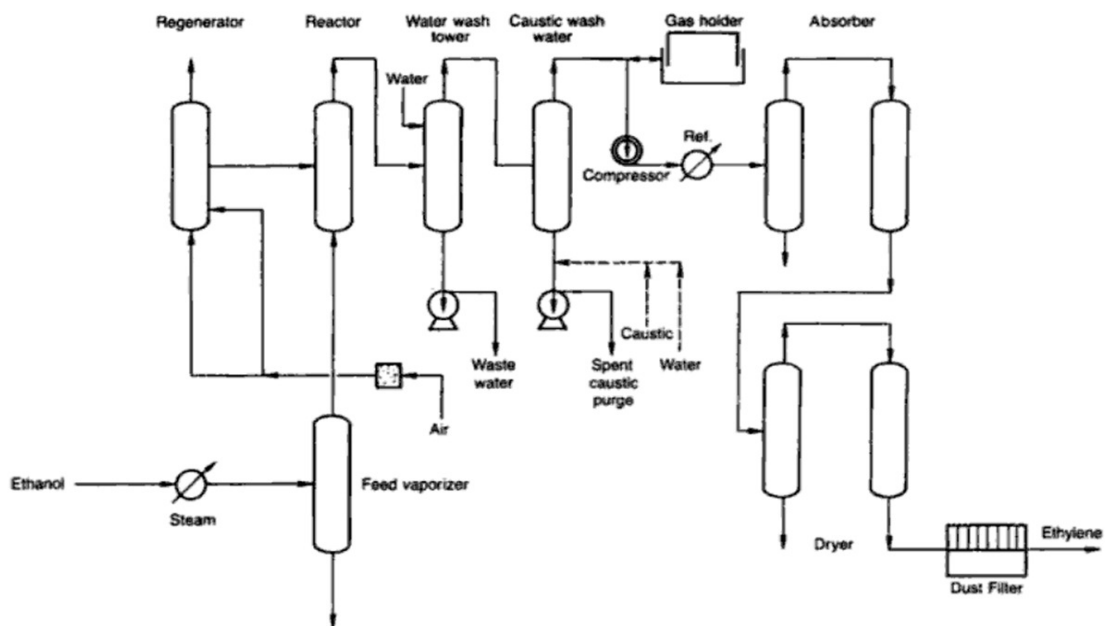 Regenerator
Reactor
Water wash
tower
Caustic wash
water
Gas holder
Absorber
Water
Ref.
Compressor
Caustic
Water
Waste
water
Spent
caustic
purge
Air
Ethanol
Steam
Feed vaporizer
Dryer
Ethylene
Dust Filter